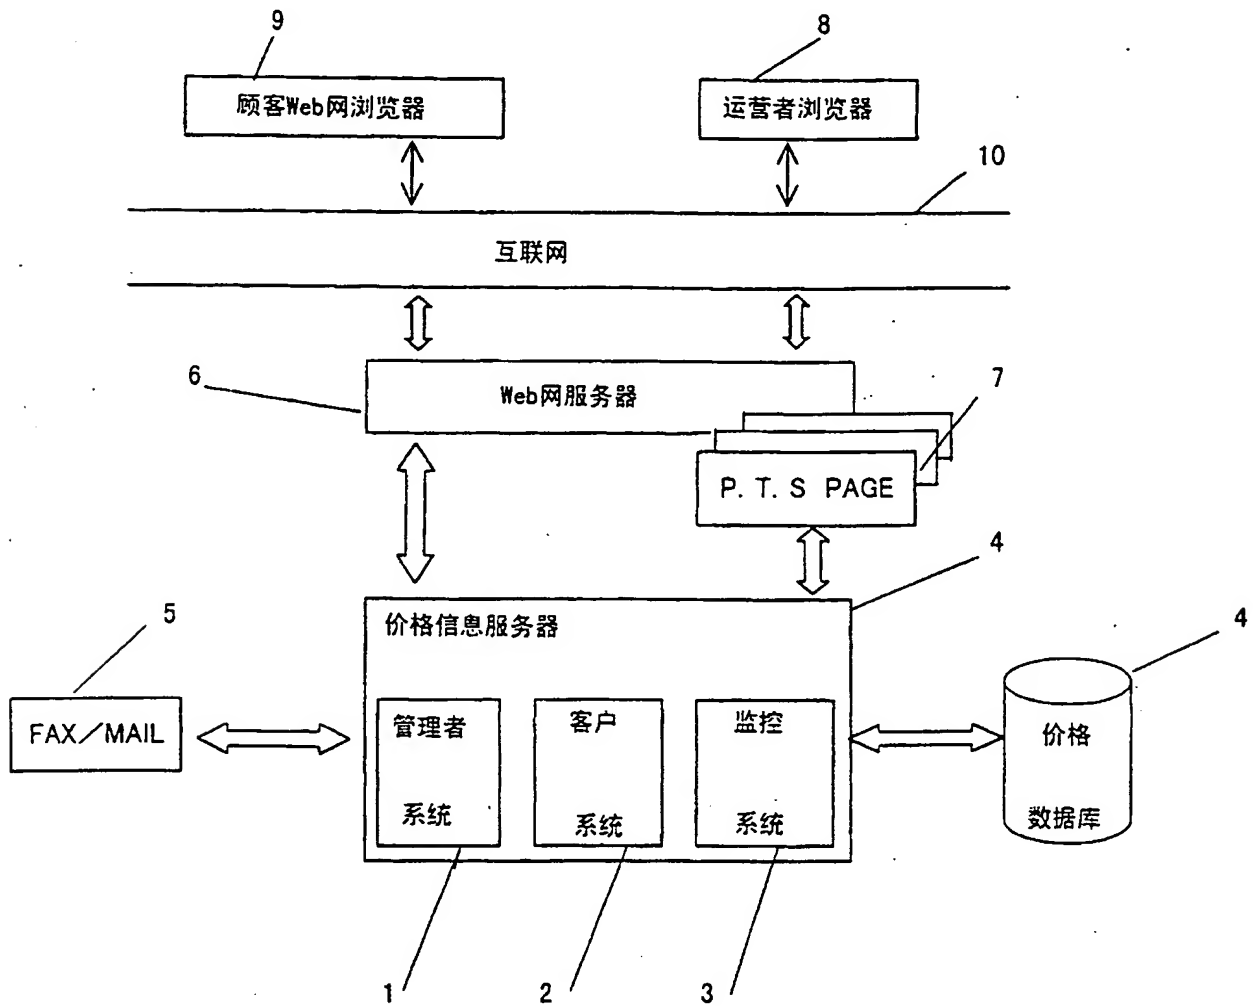 9
8
顾客Web网浏览器
运营者浏览器
10
互联网
6
Web网服务器
7
P. T. S PAGE
4
价格信息服务器
5
4
FAX／MAIL
管理者
系统
客户
系统
监控
系统
价格
数据库
1
2
3